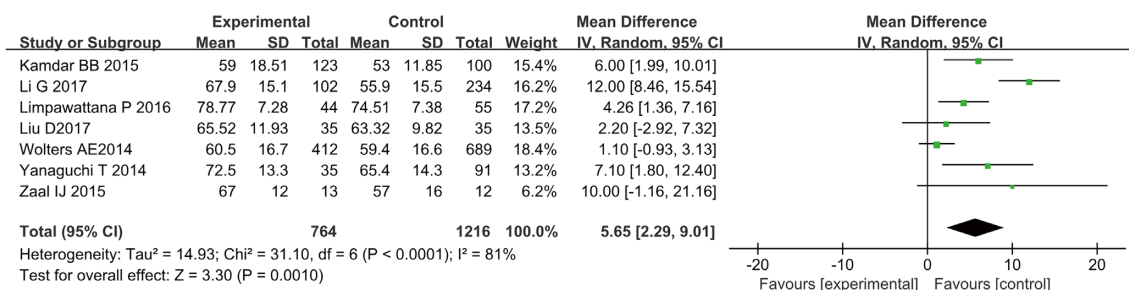 Experimental Control Mean Difference Mean Difference
Study or Subgroup Mean SD Total Mean SD Total Weight IV, Random, 95% CI IV, Random, 95% CI
Kamdar BB 2015 59 18.51 123 53 11.85 100 15.4% 6.00 [1.99, 10.01]
Li G 2017 67.9 15.1 102 55.9 15.5 234 16.2% 12.00 [8.46, 15.54]
Limpawattana P 2016 78.77 7.28 44 74.51 7.38 55 17.2% 4.26 [1.36, 7.16]
Liu D2017 65.52 11.93 35 63.32 9.82 35 13.5% 2.20 [-2.92, 7.32]
Wolters AE2014 60.5 16.7 412 59.4 16.6 689 18.4% 1.10 [-0.93, 3.13]
Yanaguchi T 2014 72.5 13.3 35 65.4 14.3 91 13.2% 7.10 [1.80, 12.40]
Zaal IJ 2015 67 12 13 57 16 12 6.2% 10.00 [-1.16, 21.16]
Total (95% CI) 764 1216 100.0% 5.65 [2.29, 9.01]
Heterogeneity: Tau² = 14.93; Chi² = 31.10, df = 6 (P < 0.0001); I² = 81%
Test for overall effect: Z = 3.30 (P = 0.0010)
-20 -10 0 10 20
Favours [experimental] Favours [control]